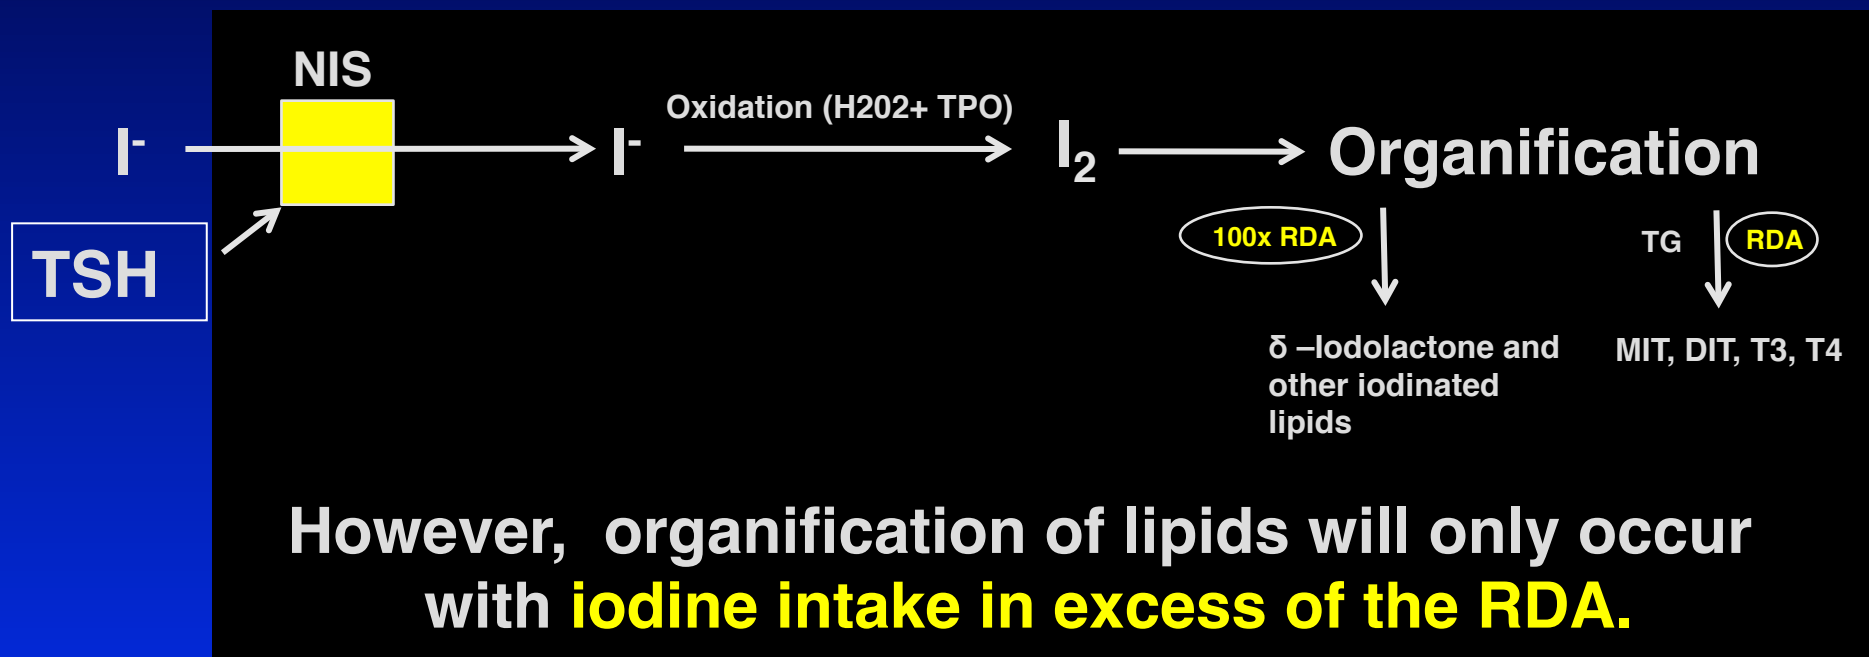 NIS
Oxidation (H202+ TPO)
I- I- I2 Organification
100x RDA
TG RDA
TSH
δ –Iodolactone and
other iodinated
lipids
MIT, DIT, T3, T4
However, organification of lipids will only occur
with iodine intake in excess of the RDA.